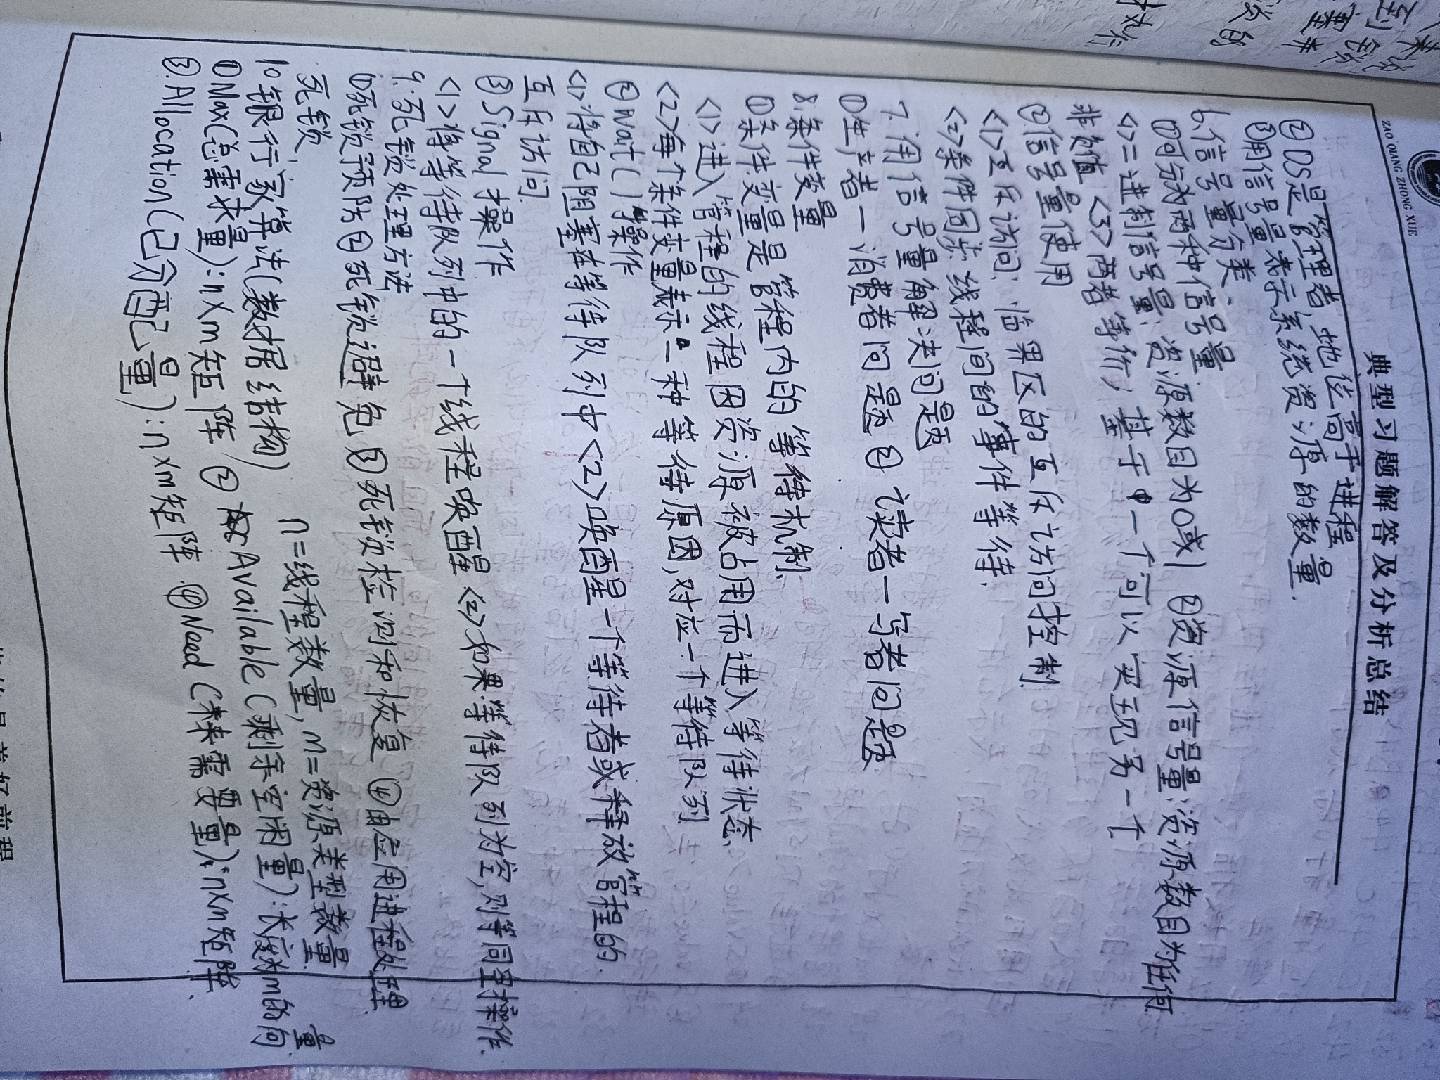 ZAO QIANG ZHONG XUE
典型习题解答及分析总结
②OS是管理者,地位高于进程
③用信号量表示系统资源的数量.
6.信号量分类.
①可分为两种信号量.
<1>二进制信号量:资源数目为0或1 ②资源信号量:资源数目为任何
非负值 <3>两者等价;基于一个可以实现另一个
②信号量使用
<1>互斥访问:临界区的互斥访问控制.
<2>条件同步:线程间的事件等待.
7.用信号量解决问题
①生产者一消费者问题② 读者一写者问题
8.条件变量
①条件变量是管程内的等待机制.
<1>进入管程的线程因资源被占用而进入等待状态.
<2>每个条件变量表示一种等待原因,对应一个等待队列
②wait()操作
<1>将自己阻塞在等待队列中<2>唤醒一个等待者或释放管程的
互斥访问.
③Signal操作
<1>将等待队列中的一个线程唤醒<2>如果等待队列为空,则等同空操作.
9.死锁处理方法
①死锁预防②死锁避免③死锁检测和恢复 ④由应用进程处理
死锁.
n=线程数量,m=资源类型数量
10银行家算法(数据结构)
①Max(总需求量):n×m矩阵 ② Available(剩余空闲量):长度为m的向量
③.Allocation(已分配量):n×m矩阵.④Need(未来需要量):n×m矩阵.
到锁
塞并
执行
美好前程